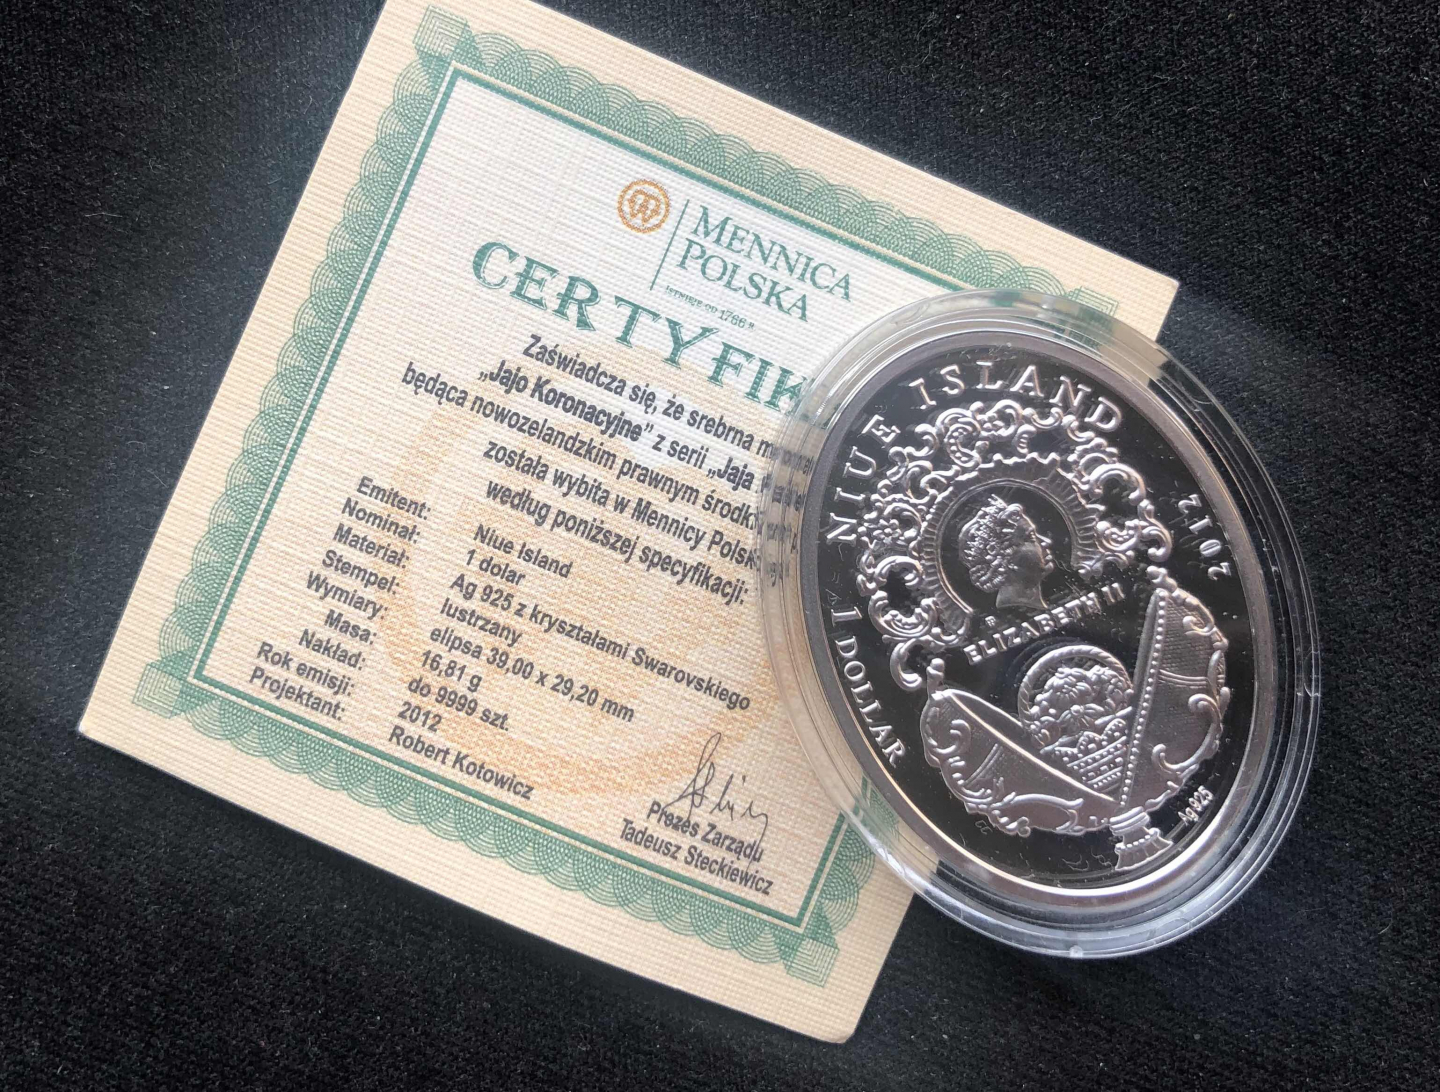 MENNICA
POLSKA
ISTNIEJE OD 1766 R
CERTYFIK
Zaświadcza się, że srebrna
„Jajo Koronacyjne” z serii „Jaja
będąca nowozelandzkim prawnym
została wybita w Mennicy
według poniższej specyfikacji:
Emitent: Niue Island
Nominał: 1 dolar
Materiał: Ag 925 z kryształami Swarovskiego
Stempel: lustrzany
Wymiary: elipsa 39,00 x 29,20 mm
Masa: 16,81 g
Nakład: do 9999 szt.
Rok emisji: 2012
Projektant: Robert Kotowicz
Prezes Zarządu
Tadeusz Steckiewicz
NIUE ISLAND
2012
ELIZABETH II
1 DOLLAR
Ag 925